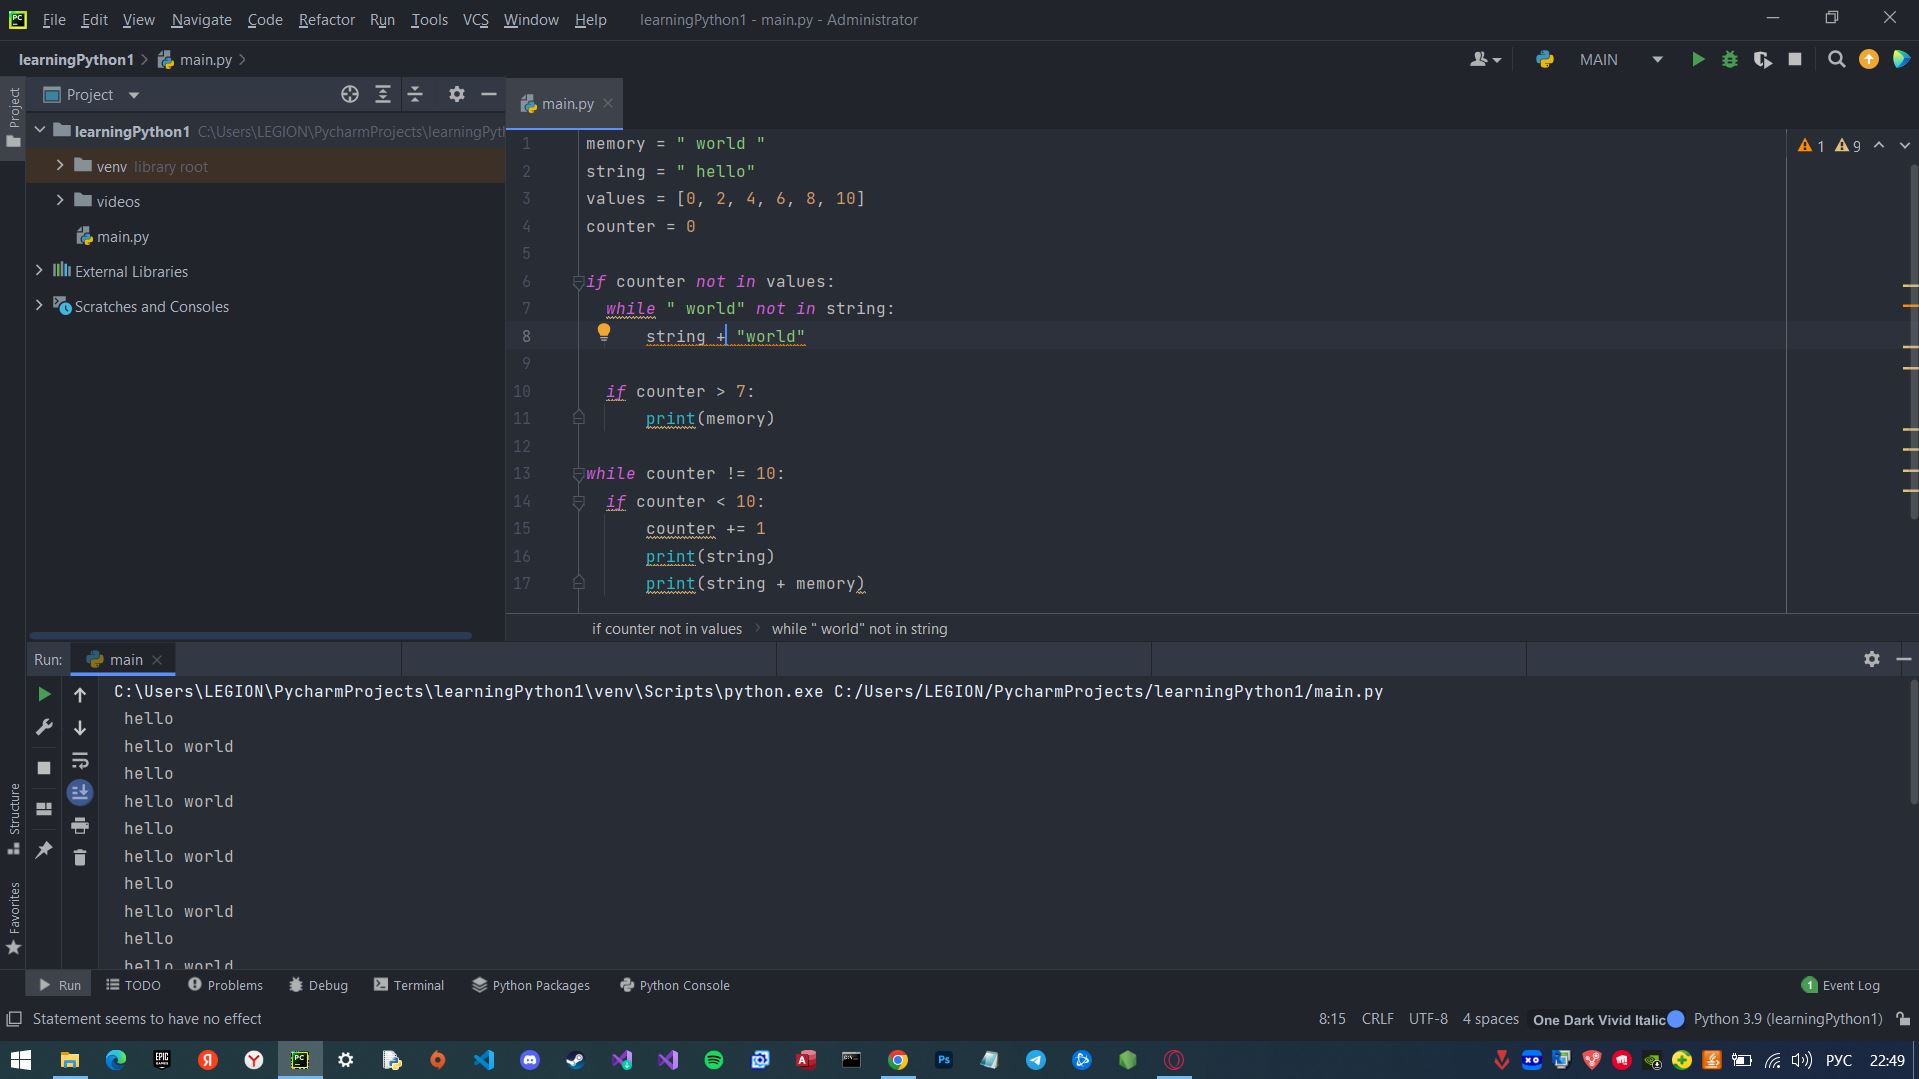 File Edit View Navigate Code Refactor Run Tools VCS Window Help learningPython1 - main.py - Administrator
learningPython1 main.py MAIN
Project
Project main.py
learningPython1 C:\Users\LEGION\PycharmProjects\learningPyth
venv library root
videos
main.py
External Libraries
Scratches and Consoles
1 memory = " world "
2 string = " hello"
3 values = [0, 2, 4, 6, 8, 10]
4 counter = 0
5
6 if counter not in values:
7 while " world" not in string:
8 string + "world"
9
10 if counter > 7:
11 print(memory)
12
13 while counter != 10:
14 if counter < 10:
15 counter += 1
16 print(string)
17 print(string + memory)
1 9
if counter not in values while " world" not in string
Run: main
C:\Users\LEGION\PycharmProjects\learningPython1\venv\Scripts\python.exe C:/Users/LEGION/PycharmProjects/learningPython1/main.py
hello
hello world
hello
hello world
hello
hello world
hello
hello world
hello
hello world
Structure
Favorites
Run TODO Problems Debug Terminal Python Packages Python Console 1 Event Log
Statement seems to have no effect 8:15 CRLF UTF-8 4 spaces One Dark Vivid Italic Python 3.9 (learningPython1)
РУС 22:49